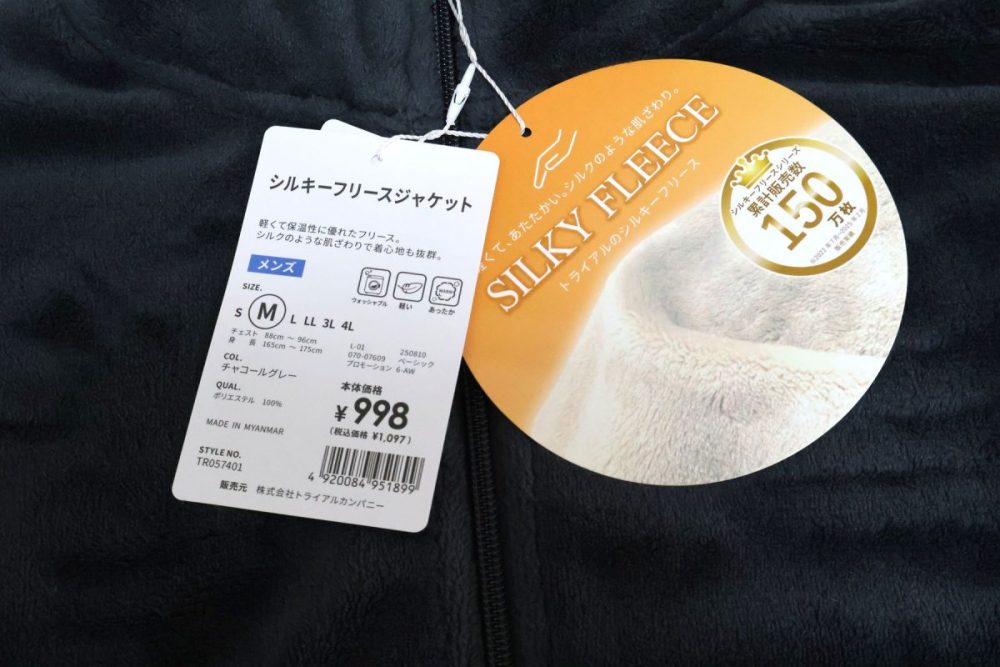 シルキーフリースジャケット
軽くて保温性に優れたフリース。
シルクのような肌ざわりで着心地も抜群。
メンズ
ウォッシャブル 軽い あったか
SIZE.
S M L LL 3L 4L
チェスト 88cm ～ 96cm
身長 165cm ～ 175cm
L-01 250810
070-07609 ベーシック
プロモーション 6-AW
COL.
チャコールグレー
QUAL.
ポリエステル 100%
MADE IN MYANMAR
本体価格
¥998
(税込価格 ¥1,097)
STYLE NO.
TR057401
4 920084 951899
販売元 株式会社トライアルカンパニー
くて、あたたかい。シルクのような肌ざわり。
SILKY FLEECE
トライアルのシルキーフリース
シルキーフリースシリーズ
累計販売数
150
万枚